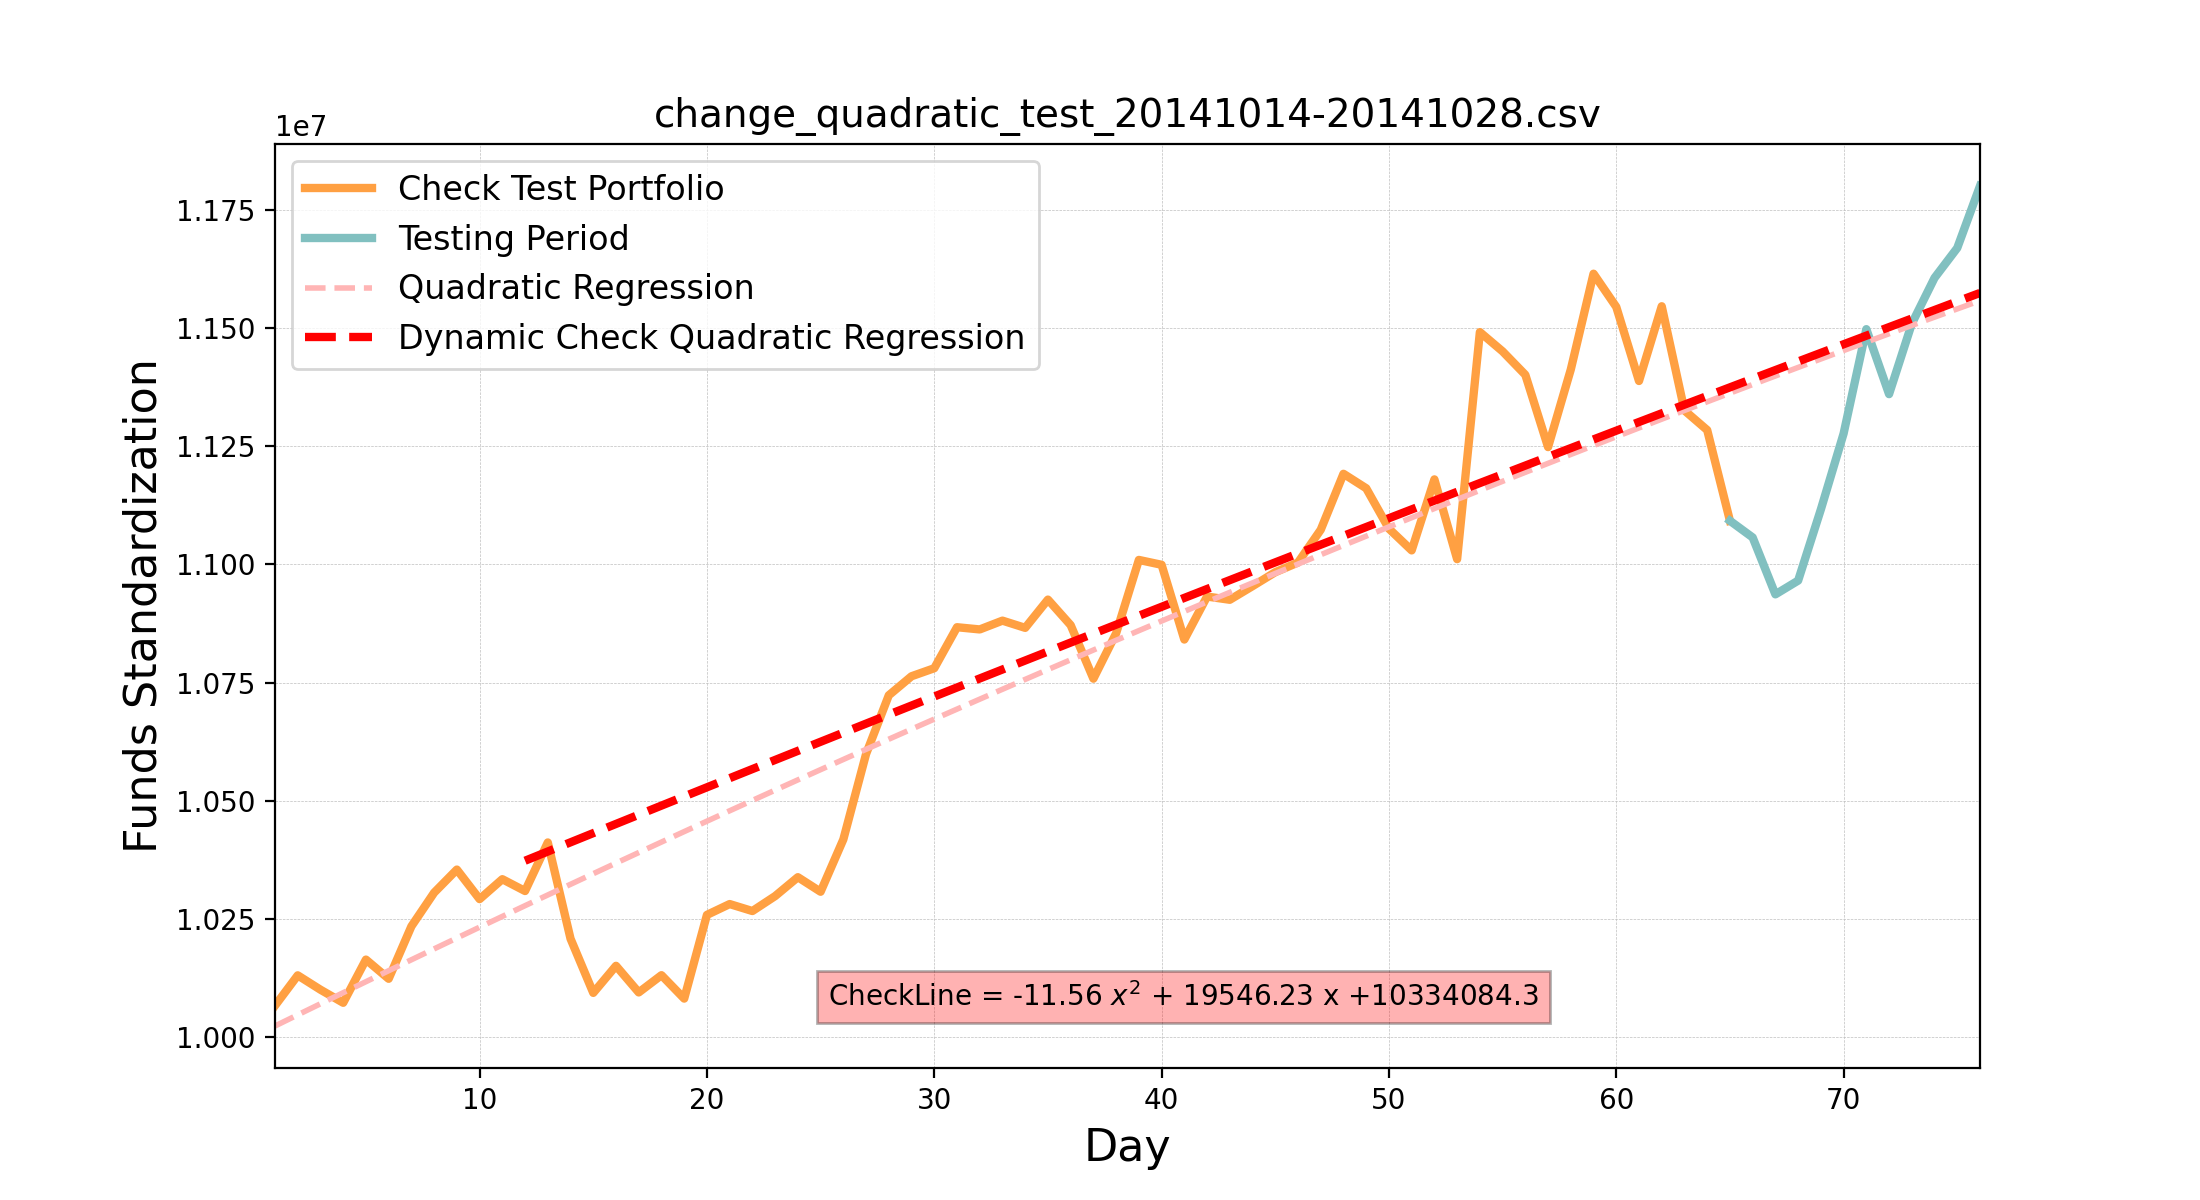 change_quadratic_test_20141014-20141028.csv
1e7
Check Test Portfolio
Testing Period
Quadratic Regression
Dynamic Check Quadratic Regression
1.175
1.150
1.125
1.100
1.075
1.050
1.025
1.000
Funds Standardization
CheckLine = -11.56 x² + 19546.23 x +10334084.3
10 20 30 40 50 60 70
Day